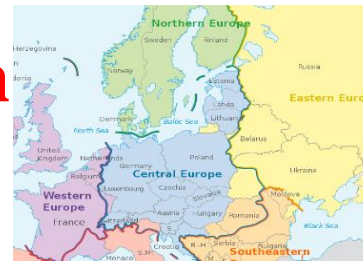 Northern Europe
Herzegovina
Sweden
Finland
Norway
Russia
n
Estonia
Latvia
Eastern Euro
Denmark
Baltic Sea
Lithuan
North Sea
Belarus
United
Kingdom
Netherlands
Poland
Germany
Belgium
Central Europe
Ukraine
Luxembourg
Czechia
Western
Europe
Slovakia
Moldova
France
Austria
Hungary
Romania
Black Sea
Croatia
B.-H.
Serbia
S.M.
Bulgaria
Southeastern